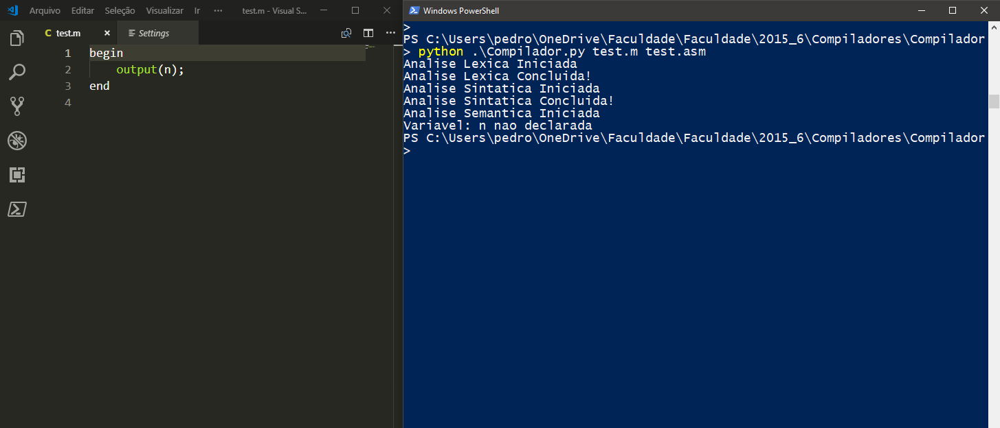 Arquivo Editar Seleção Visualizar Ir ... test.m - Visual S...
C test.m × Settings
1 begin
2 output(n);
3 end
4
Windows PowerShell
>
PS C:\Users\pedro\OneDrive\Faculdade\Faculdade\2015_6\Compiladores\Compilador
> python .\Compilador.py test.m test.asm
Analise Lexica Iniciada
Analise Lexica Concluida!
Analise Sintatica Iniciada
Analise Sintatica Concluida!
Analise Semantica Iniciada
Variavel: n nao declarada
PS C:\Users\pedro\OneDrive\Faculdade\Faculdade\2015_6\Compiladores\Compilador
>